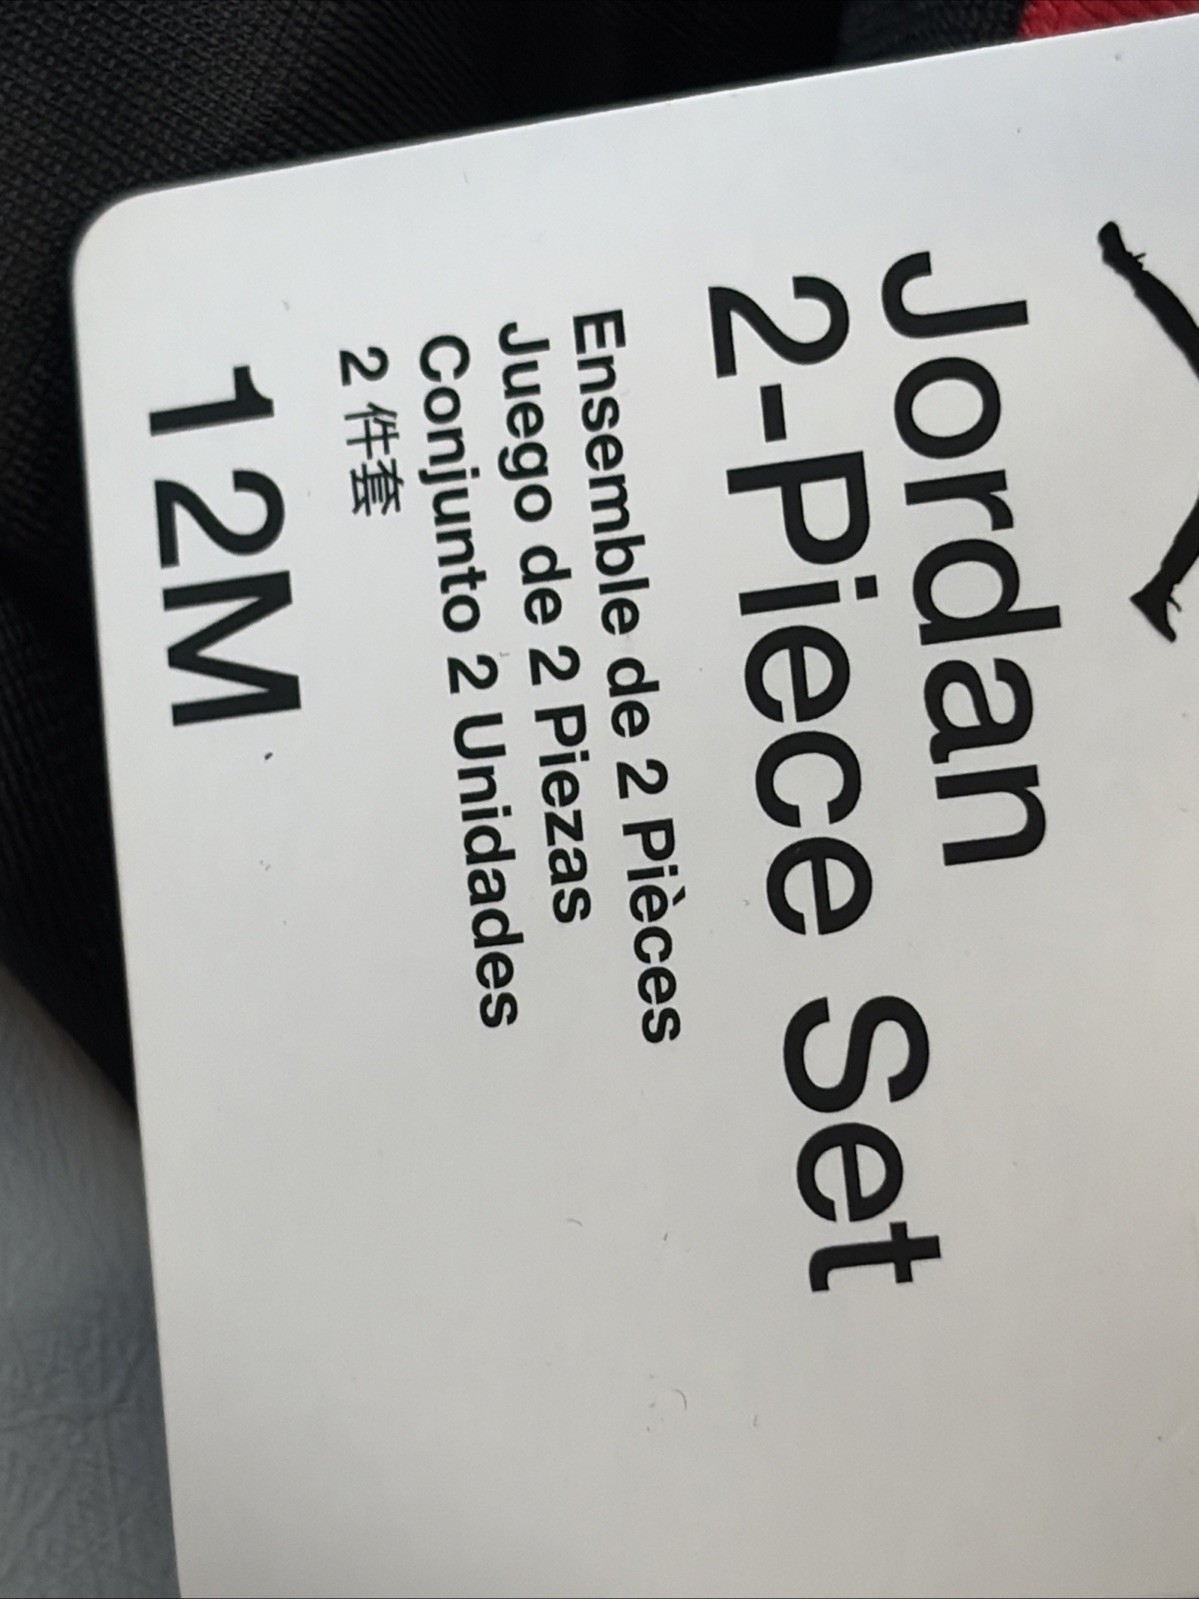 Jordan
2-Piece Set
Ensemble de 2 Pièces
Juego de 2 Piezas
Conjunto 2 Unidades
2 件套
12M